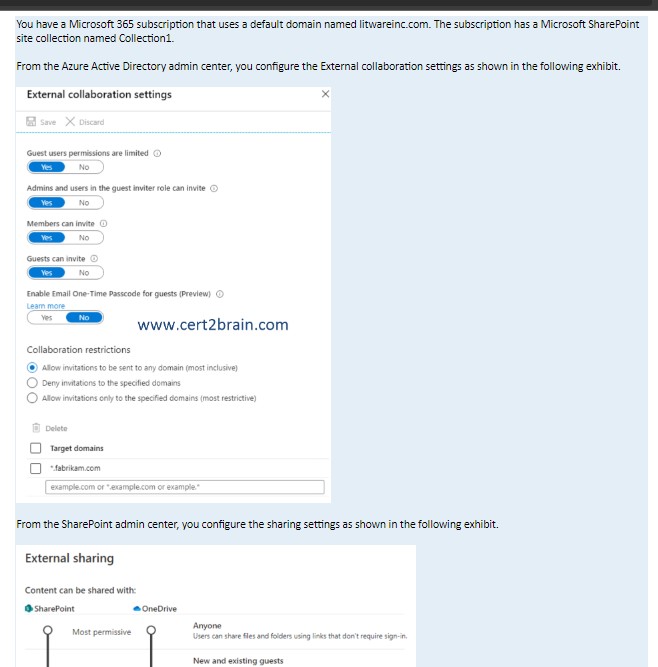 You have a Microsoft 365 subscription that uses a default domain named litwareinc.com. The subscription has a Microsoft SharePoint
site collection named Collection1.
From the Azure Active Directory admin center, you configure the External collaboration settings as shown in the following exhibit.
External collaboration settings
Save Discard
Guest users permissions are limited
Yes No
Admins and users in the guest inviter role can invite
Yes No
Members can invite
Yes No
Guests can invite
Yes No
Enable Email One-Time Passcode for guests (Preview)
Learn more
Yes No
www.cert2brain.com
Collaboration restrictions
Allow invitations to be sent to any domain (most inclusive)
Deny invitations to the specified domains
Allow invitations only to the specified domains (most restrictive)
Delete
Target domains
*.fabrikam.com
example.com or *.example.com or example.*
From the SharePoint admin center, you configure the sharing settings as shown in the following exhibit.
External sharing
Content can be shared with:
SharePoint OneDrive
Most permissive
Anyone
Users can share files and folders using links that don't require sign-in.
New and existing guests